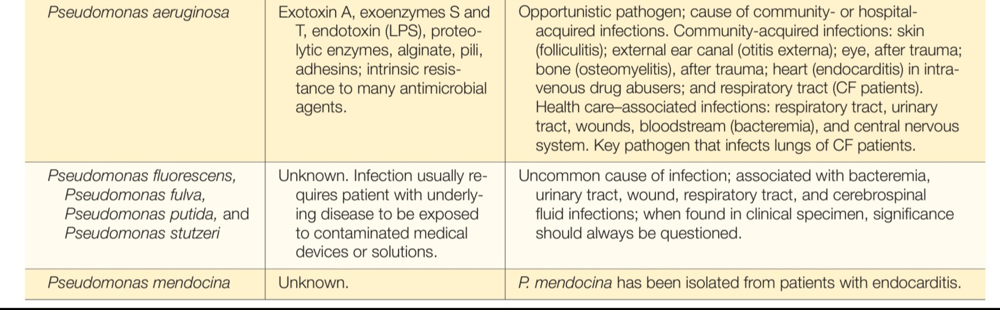 Pseudomonas aeruginosa
Exotoxin A, exoenzymes S and
T, endotoxin (LPS), proteo-
lytic enzymes, alginate, pili,
adhesins; intrinsic resis-
tance to many antimicrobial
agents.
Opportunistic pathogen; cause of community- or hospital-
acquired infections. Community-acquired infections: skin
(folliculitis); external ear canal (otitis externa); eye, after trauma;
bone (osteomyelitis), after trauma; heart (endocarditis) in intra-
venous drug abusers; and respiratory tract (CF patients).
Health care–associated infections: respiratory tract, urinary
tract, wounds, bloodstream (bacteremia), and central nervous
system. Key pathogen that infects lungs of CF patients.
Pseudomonas fluorescens,
Pseudomonas fulva,
Pseudomonas putida, and
Pseudomonas stutzeri
Unknown. Infection usually re-
quires patient with underly-
ing disease to be exposed
to contaminated medical
devices or solutions.
Uncommon cause of infection; associated with bacteremia,
urinary tract, wound, respiratory tract, and cerebrospinal
fluid infections; when found in clinical specimen, significance
should always be questioned.
Pseudomonas mendocina
Unknown.
P. mendocina has been isolated from patients with endocarditis.